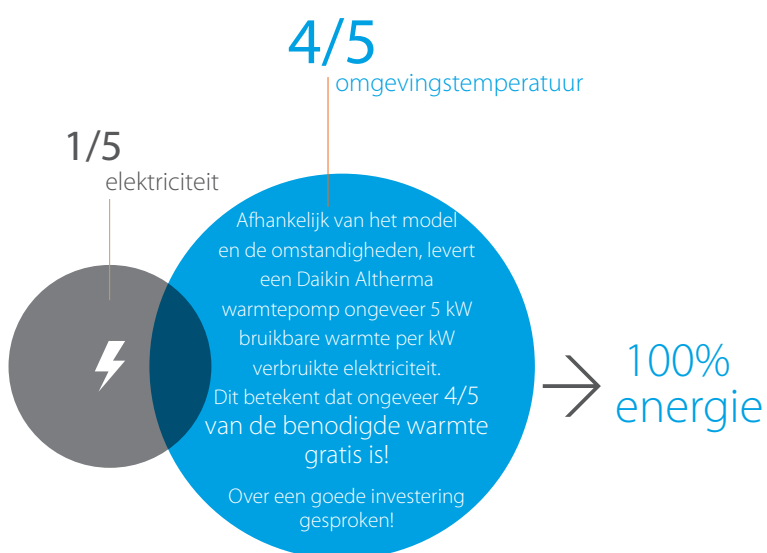 4/5
omgevingstemperatuur
1/5
elektriciteit
Afhankelijk van het model
en de omstandigheden, levert
een Daikin Altherma
warmtepomp ongeveer 5 kW
bruikbare warmte per kW
verbruikte elektriciteit.
Dit betekent dat ongeveer 4/5
van de benodigde warmte
gratis is!
Over een goede investering
gesproken!
100%
energie